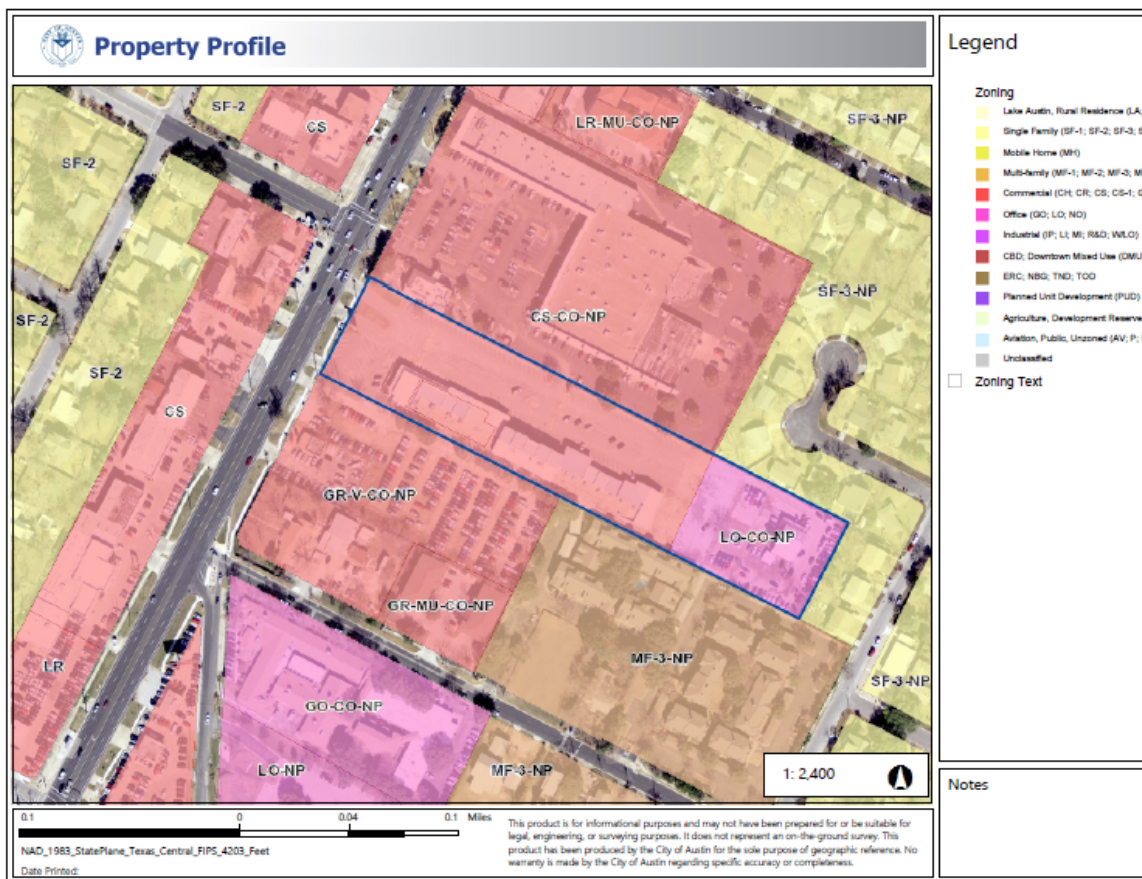 Property Profile
SF-2
CS
SF-2
LR-MU-CO-NP
SF-3-NP
SF-3-NP
CS-CO-NP
SF-2
SF-2
CS
GR-V-CO-NP
LO-CO-NP
GR-MU-CO-NP
MF-3-NP
LR
SF-3-NP
GO-CO-NP
LO-NP
MF-3-NP
1: 2,400
Legend
Zoning
Lake Austin, Rural Residence (LA;
Single Family (SF-1; SF-2; SF-3; S
Mobile Home (MH)
Multi-family (MF-1; MF-2; MF-3; M
Commercial (CH; CR; CS; CS-1;
Office (GO; LO; NO)
Industrial (IP; LI; MI; R&D; W/LO)
CBD; Downtown Mixed Use (DMU
ERC; NBG; TND; TOD
Planned Unit Development (PUD)
Agriculture, Development Reserve
Aviation, Public, Unzoned (AV; P;
Unclassified
Zoning Text
Notes
0.1 0 0.04 0.1 Miles
NAD_1983_StatePlane_Texas_Central_FIPS_4203_Feet
Date Printed:
This product is for informational purposes and may not have been prepared for or be suitable for
legal, engineering, or surveying purposes. It does not represent an on-the-ground survey. This
product has been produced by the City of Austin for the sole purpose of geographic reference. No
warranty is made by the City of Austin regarding specific accuracy or completeness.